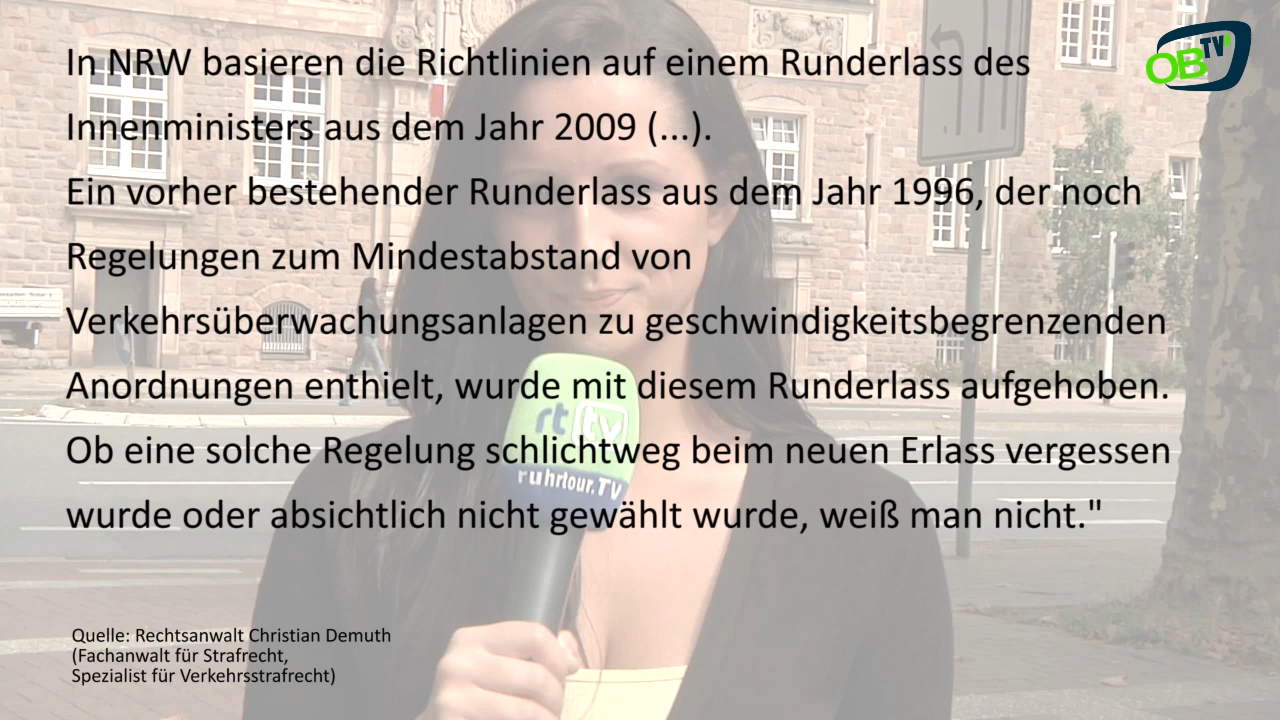 In NRW basieren die Richtlinien auf einem Runderlass des
Innenministers aus dem Jahr 2009 (...).
Ein vorher bestehender Runderlass aus dem Jahr 1996, der noch
Regelungen zum Mindestabstand von
Verkehrsüberwachungsanlagen zu geschwindigkeitsbegrenzenden
Anordnungen enthielt, wurde mit diesem Runderlass aufgehoben.
Ob eine solche Regelung schlichtweg beim neuen Erlass vergessen
wurde oder absichtlich nicht gewählt wurde, weiß man nicht."
Quelle: Rechtsanwalt Christian Demuth
(Fachanwalt für Strafrecht,
Spezialist für Verkehrsstrafrecht)
OB TV
rt tv
ruhrtour.TV